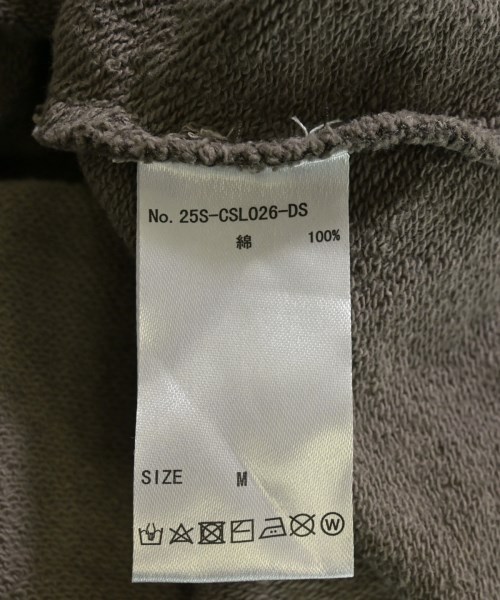 No. 25S-CSL026-DS
綿 100%
SIZE M
W